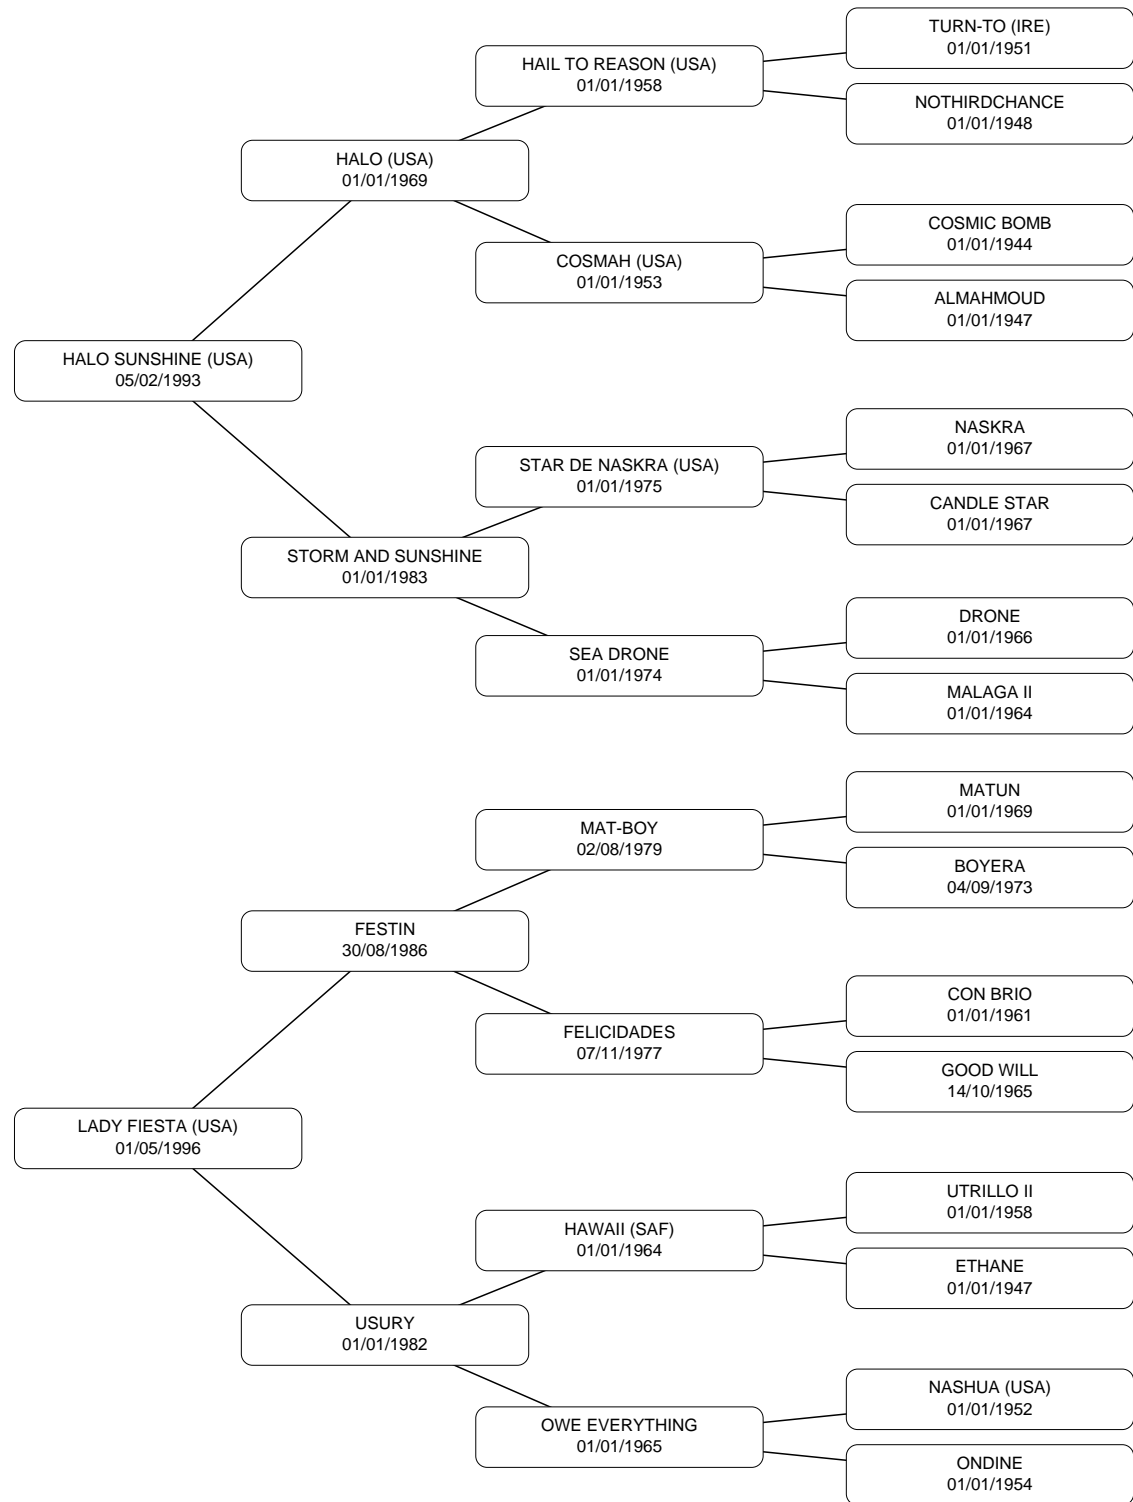 TURN-TO (IRE)
01/01/1951
HAIL TO REASON (USA)
01/01/1958
NOTHIRDCHANCE
01/01/1948
HALO (USA)
01/01/1969
COSMIC BOMB
01/01/1944
COSMAH (USA)
01/01/1953
ALMAHMOUD
01/01/1947
HALO SUNSHINE (USA)
05/02/1993
NASKRA
01/01/1967
STAR DE NASKRA (USA)
01/01/1975
CANDLE STAR
01/01/1967
STORM AND SUNSHINE
01/01/1983
DRONE
01/01/1966
SEA DRONE
01/01/1974
MALAGA II
01/01/1964
MATUN
01/01/1969
MAT-BOY
02/08/1979
BOYERA
04/09/1973
FESTIN
30/08/1986
CON BRIO
01/01/1961
FELICIDADES
07/11/1977
GOOD WILL
14/10/1965
LADY FIESTA (USA)
01/05/1996
UTRILLO II
01/01/1958
HAWAII (SAF)
01/01/1964
ETHANE
01/01/1947
USURY
01/01/1982
NASHUA (USA)
01/01/1952
OWE EVERYTHING
01/01/1965
ONDINE
01/01/1954